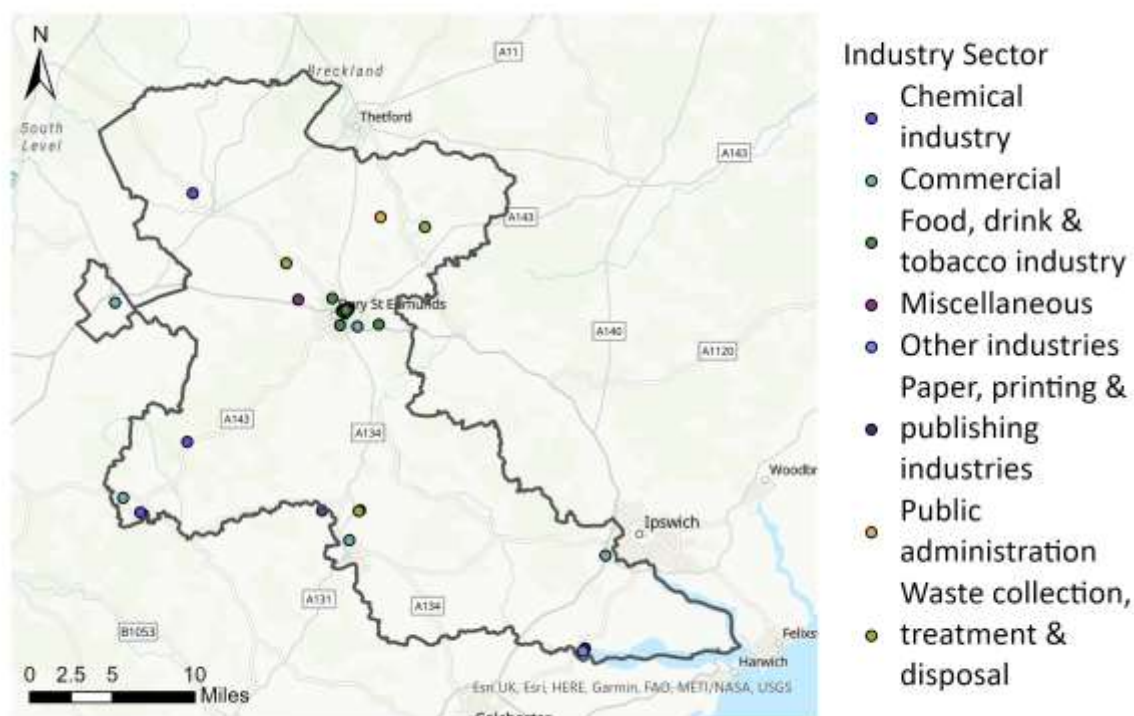 N
Breckland
A11
South
Level
Thetford
A143
A143
Bury St Edmunds
A140
A1120
A143
A134
Ipswich
A131
A134
B1053
Harwich
0 2.5 5 10
Miles
Esri UK, Esri, HERE, Garmin, FAO, METI/NASA, USGS
Industry Sector
Chemical
industry
Commercial
Food, drink &
tobacco industry
Miscellaneous
Other industries
Paper, printing &
publishing
industries
Public
administration
Waste collection,
treatment &
disposal